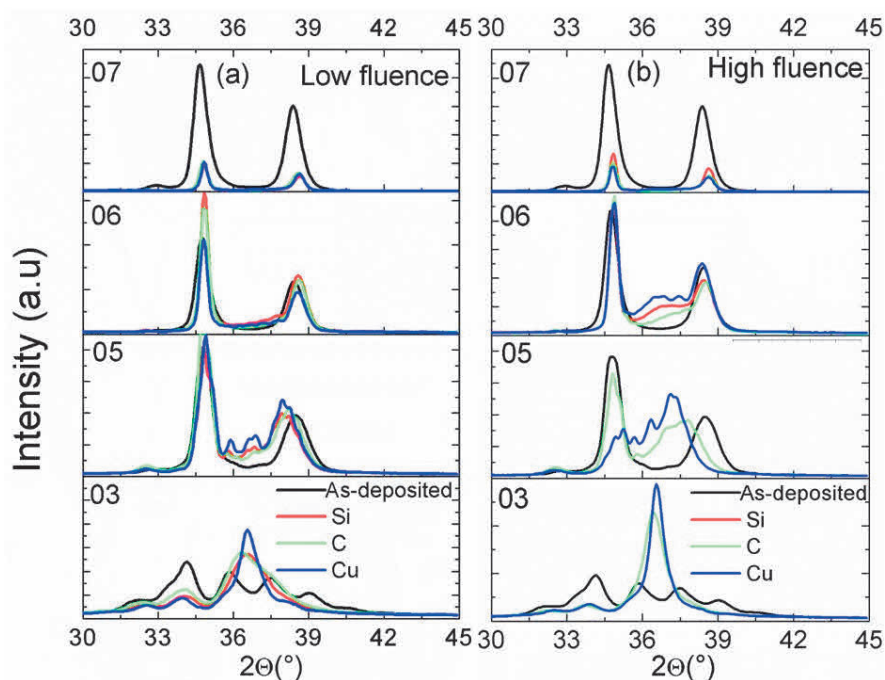 30 33 36 39 42 45
30 33 36 39 42 45
07
(a)
Low fluence
07
(b)
High fluence
06
06
05
05
03
As-deposited
Si
C
Cu
03
As-deposited
Si
C
Cu
Intensity (a.u)
30 33 36 39 42 45
30 33 36 39 42 45
2Θ(°)
2Θ(°)